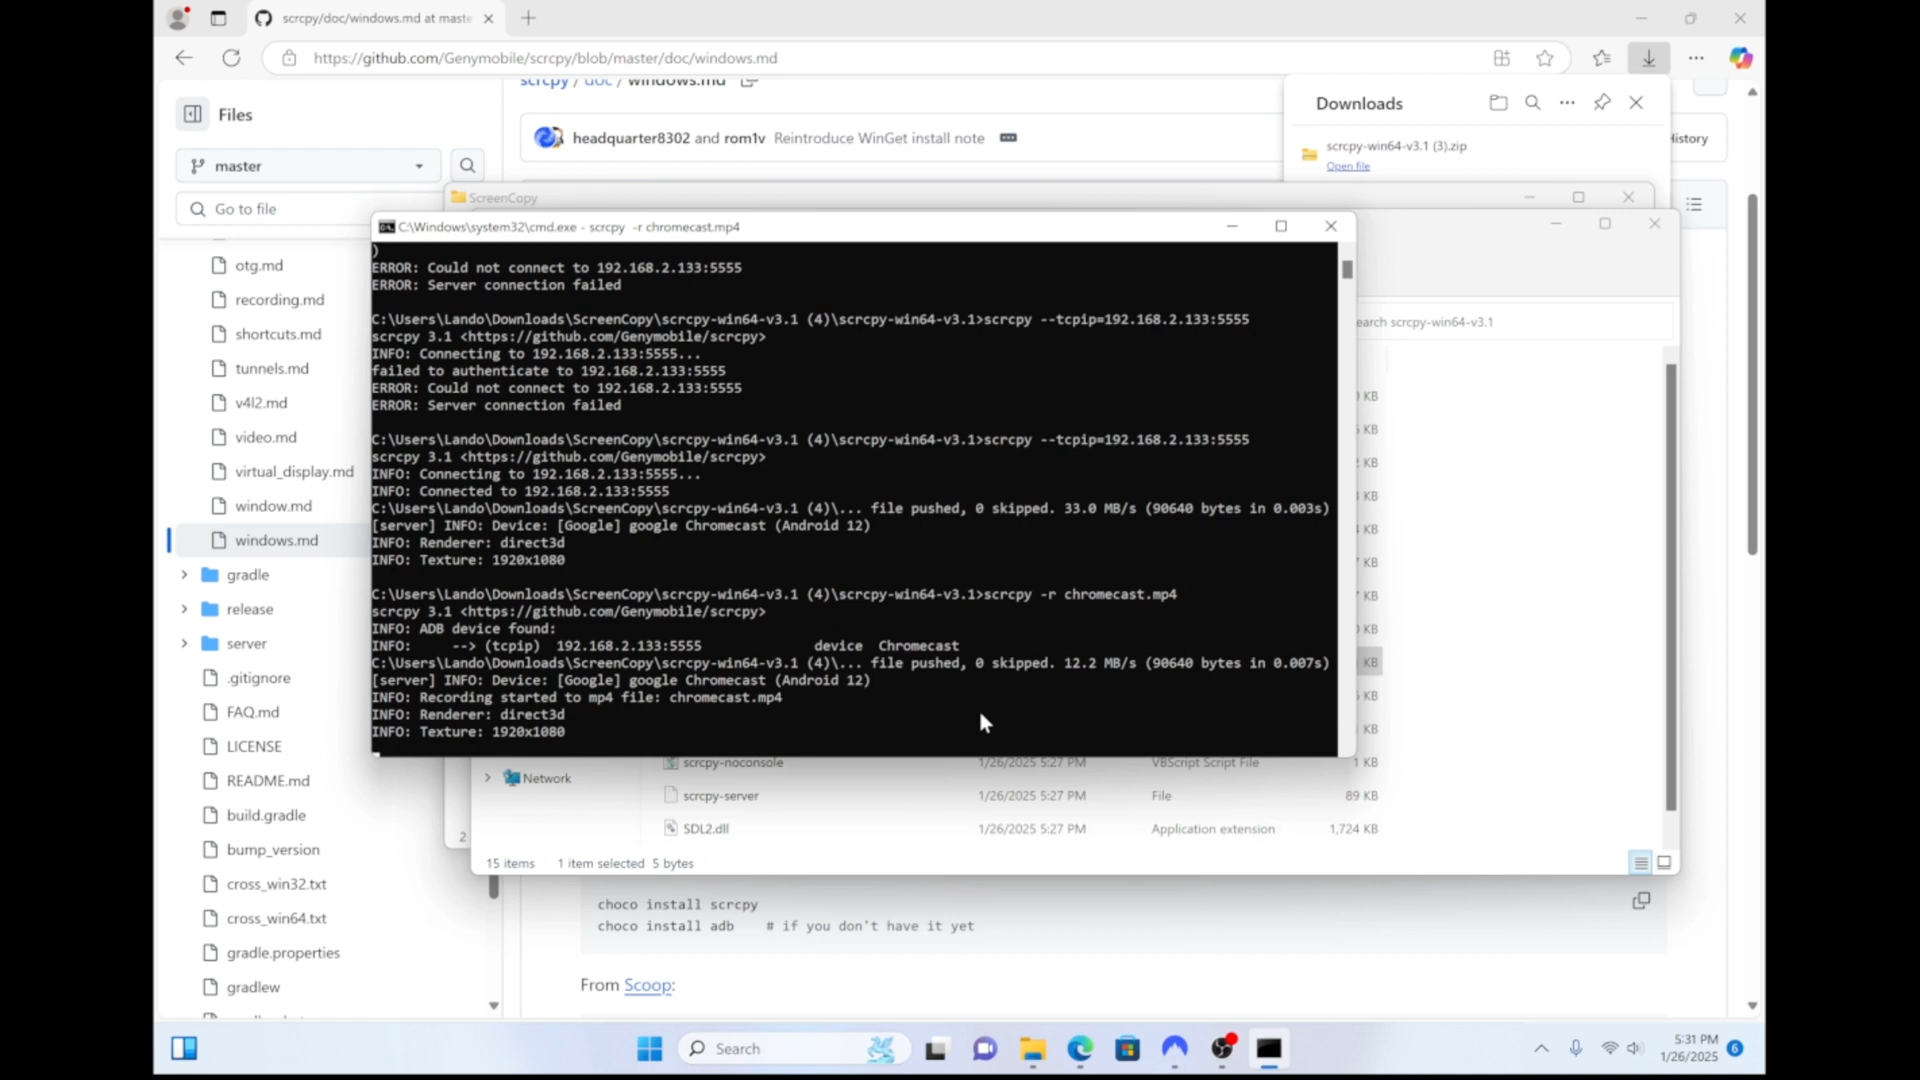 scrcpy/doc/windows.md at maste
https://github.com/Genymobile/scrcpy/blob/master/doc/windows.md
scrcpy / doc / windows.md
Files
master
Go to file
otg.md
recording.md
shortcuts.md
tunnels.md
v4l2.md
video.md
virtual_display.md
window.md
windows.md
gradle
release
server
.gitignore
FAQ.md
LICENSE
README.md
build.gradle
bump_version
cross_win32.txt
cross_win64.txt
gradle.properties
gradlew
headquarter8302 and rom1v Reintroduce WinGet install note
Downloads
scrcpy-win64-v3.1 (3).zip
Open file
History
ScreenCopy
C:\Windows\system32\cmd.exe - scrcpy -r chromecast.mp4
)
ERROR: Could not connect to 192.168.2.133:5555
ERROR: Server connection failed
C:\Users\Lando\Downloads\ScreenCopy\scrcpy-win64-v3.1 (4)\scrcpy-win64-v3.1>scrcpy --tcpip=192.168.2.133:5555
scrcpy 3.1 <https://github.com/Genymobile/scrcpy>
INFO: Connecting to 192.168.2.133:5555...
failed to authenticate to 192.168.2.133:5555
ERROR: Could not connect to 192.168.2.133:5555
ERROR: Server connection failed
C:\Users\Lando\Downloads\ScreenCopy\scrcpy-win64-v3.1 (4)\scrcpy-win64-v3.1>scrcpy --tcpip=192.168.2.133:5555
scrcpy 3.1 <https://github.com/Genymobile/scrcpy>
INFO: Connecting to 192.168.2.133:5555...
INFO: Connected to 192.168.2.133:5555
C:\Users\Lando\Downloads\ScreenCopy\scrcpy-win64-v3.1 (4)\... file pushed, 0 skipped. 33.0 MB/s (90640 bytes in 0.003s)
[server] INFO: Device: [Google] google Chromecast (Android 12)
INFO: Renderer: direct3d
INFO: Texture: 1920x1080
C:\Users\Lando\Downloads\ScreenCopy\scrcpy-win64-v3.1 (4)\scrcpy-win64-v3.1>scrcpy -r chromecast.mp4
scrcpy 3.1 <https://github.com/Genymobile/scrcpy>
INFO: ADB device found:
INFO: --> (tcpip) 192.168.2.133:5555 device Chromecast
C:\Users\Lando\Downloads\ScreenCopy\scrcpy-win64-v3.1 (4)\... file pushed, 0 skipped. 12.2 MB/s (90640 bytes in 0.007s)
[server] INFO: Device: [Google] google Chromecast (Android 12)
INFO: Recording started to mp4 file: chromecast.mp4
INFO: Renderer: direct3d
INFO: Texture: 1920x1080
earch scrcpy-win64-v3.1
KB
KB
KB
KB
KB
KB
KB
KB
KB
KB
KB
Network
scrcpy-noconsole 1/26/2025 5:27 PM VBScript Script File 1 KB
scrcpy-server 1/26/2025 5:27 PM File 89 KB
SDL2.dll 1/26/2025 5:27 PM Application extension 1,724 KB
2
15 items 1 item selected 5 bytes
choco install scrcpy
choco install adb # if you don't have it yet
From Scoop:
Search
5:31 PM
1/26/2025
6